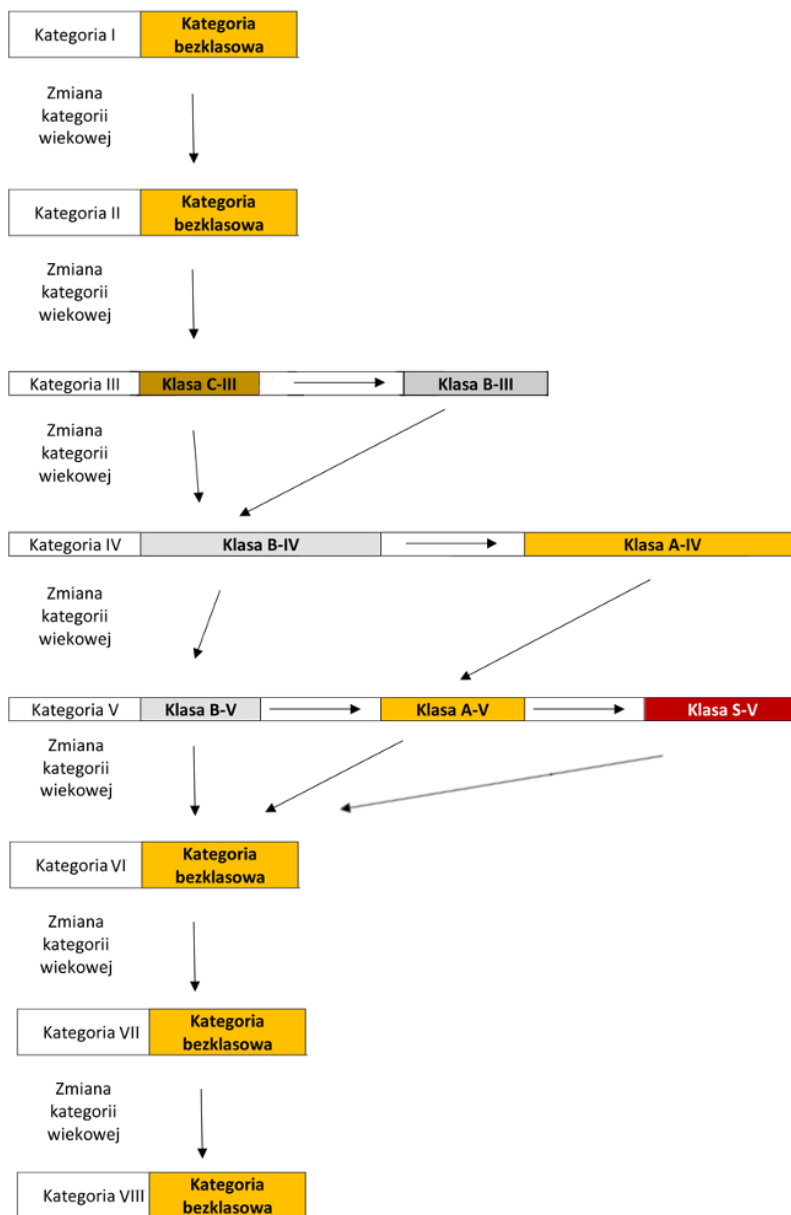 Kategoria I
Kategoria
bezklasowa
Zmiana
kategorii
wiekowej
Kategoria II
Kategoria
bezklasowa
Zmiana
kategorii
wiekowej
Kategoria III Klasa C-III Klasa B-III
Zmiana
kategorii
wiekowej
Kategoria IV Klasa B-IV Klasa A-IV
Zmiana
kategorii
wiekowej
Kategoria V Klasa B-V Klasa A-V Klasa S-V
Zmiana
kategorii
wiekowej
Kategoria VI
Kategoria
bezklasowa
Zmiana
kategorii
wiekowej
Kategoria VII
Kategoria
bezklasowa
Zmiana
kategorii
wiekowej
Kategoria VIII
Kategoria
bezklasowa